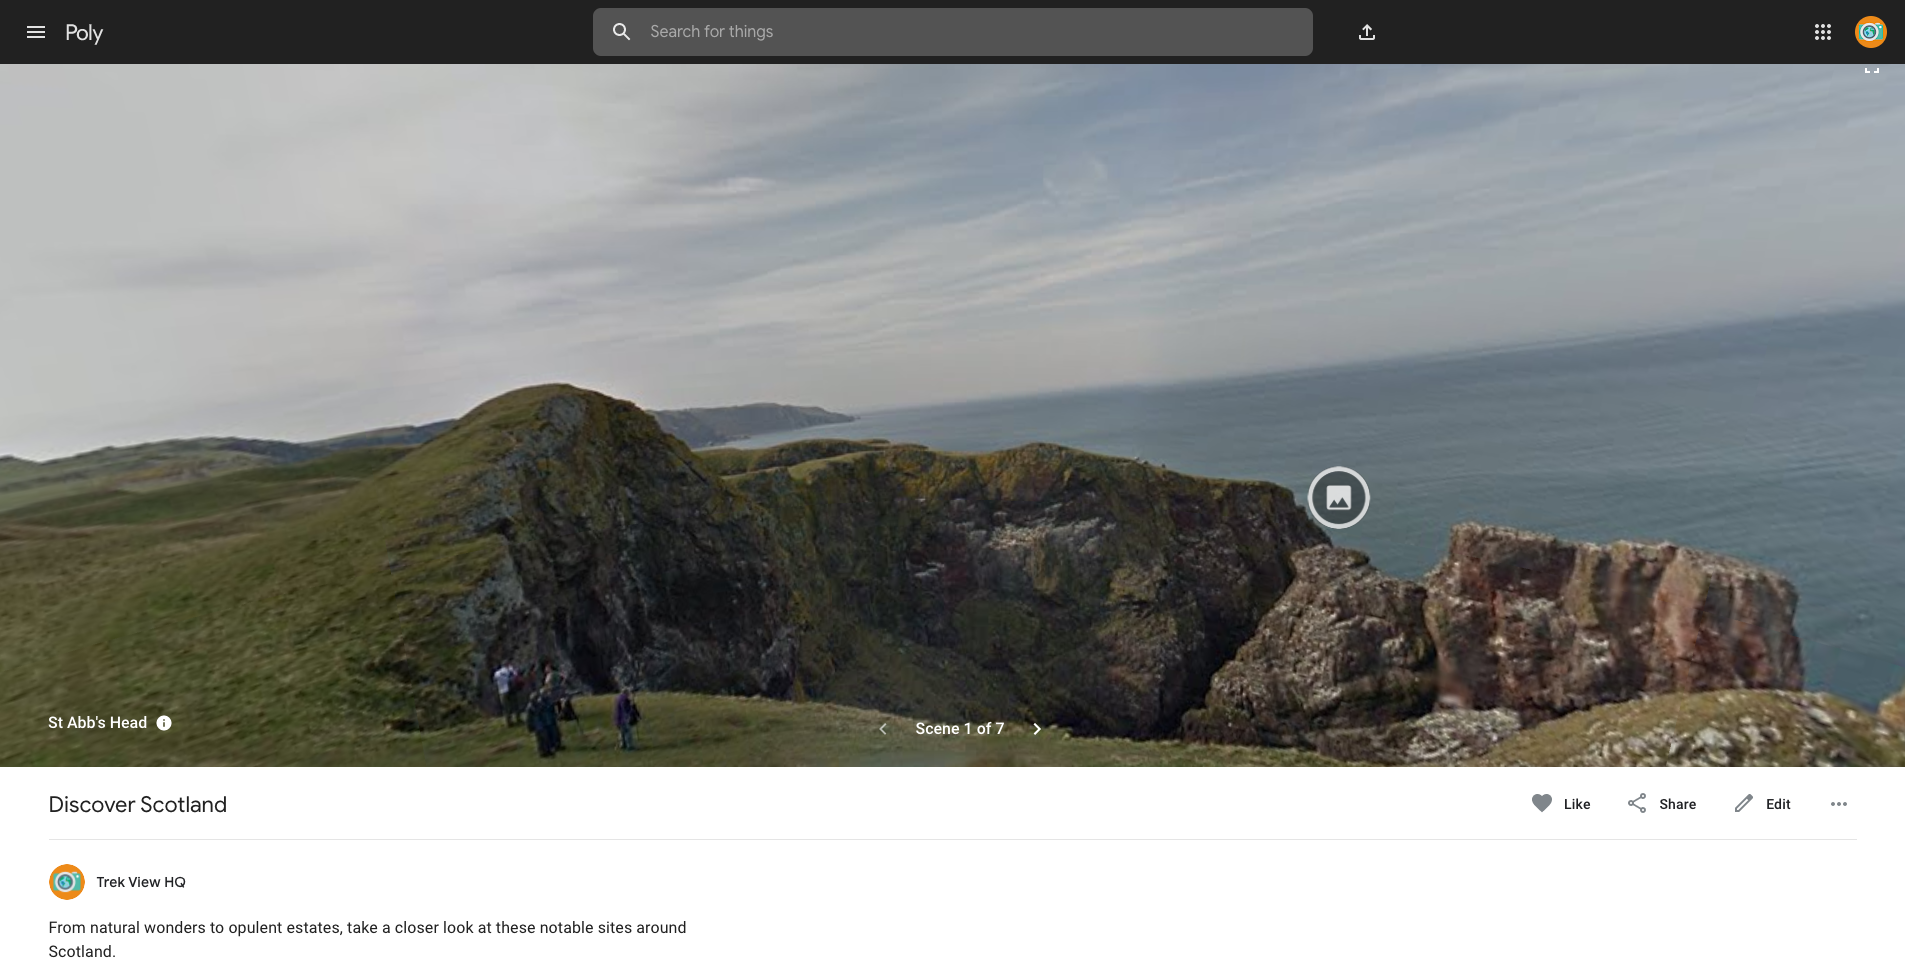 Poly
Search for things
St Abb's Head
Scene 1 of 7
Discover Scotland
Like
Share
Edit
Trek View HQ
From natural wonders to opulent estates, take a closer look at these notable sites around
Scotland.